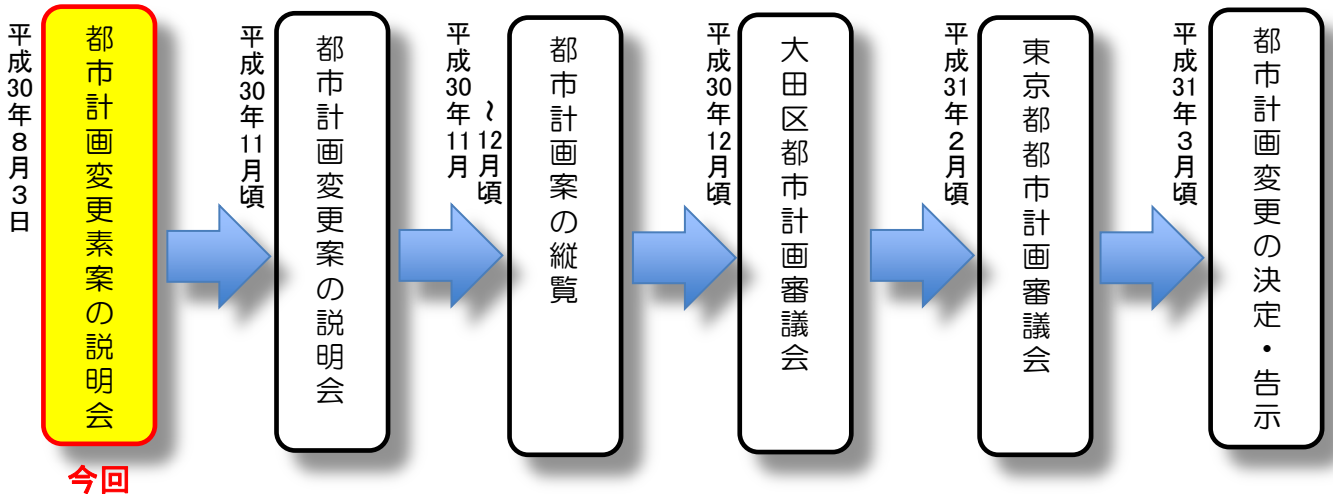 平成30年8月3日
都市計画変更素案の説明会
今回
平成30年11月頃
都市計画変更案の説明会
平成30年11月
～12月頃
都市計画案の縦覧
平成30年12月頃
大田区都市計画審議会
平成31年2月頃
東京都都市計画審議会
平成31年3月頃
都市計画変更の決定・告示